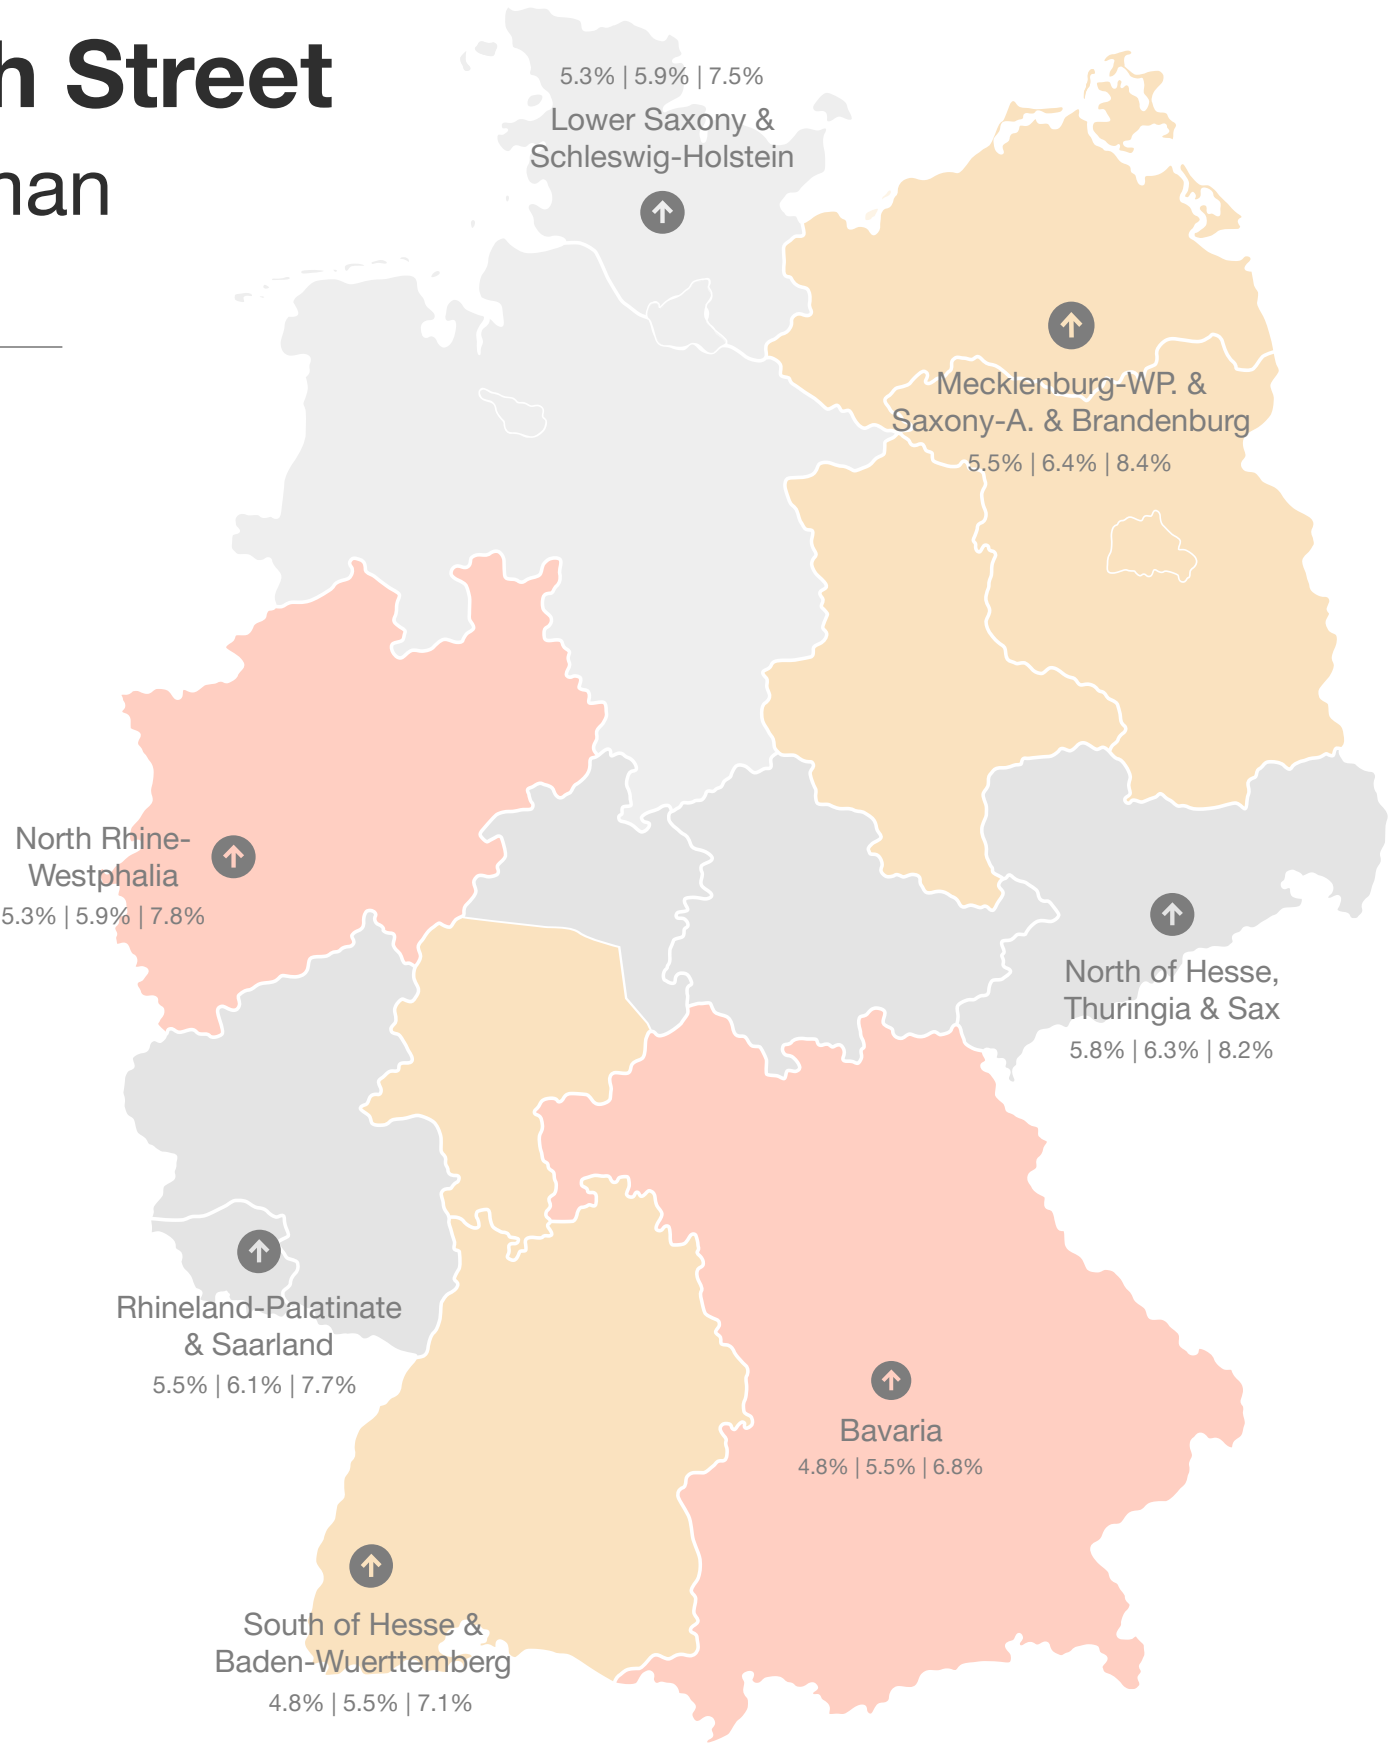 h Street
nan
5.3% | 5.9% | 7.5%
Lower Saxony &
Schleswig-Holstein
Mecklenburg-WP. &
Saxony-A. & Brandenburg
5.5% | 6.4% | 8.4%
North Rhine-
Westphalia
5.3% | 5.9% | 7.8%
North of Hesse,
Thuringia & Sax
5.8% | 6.3% | 8.2%
Rhineland-Palatinate
& Saarland
5.5% | 6.1% | 7.7%
Bavaria
4.8% | 5.5% | 6.8%
South of Hesse &
Baden-Wuerttemberg
4.8% | 5.5% | 7.1%